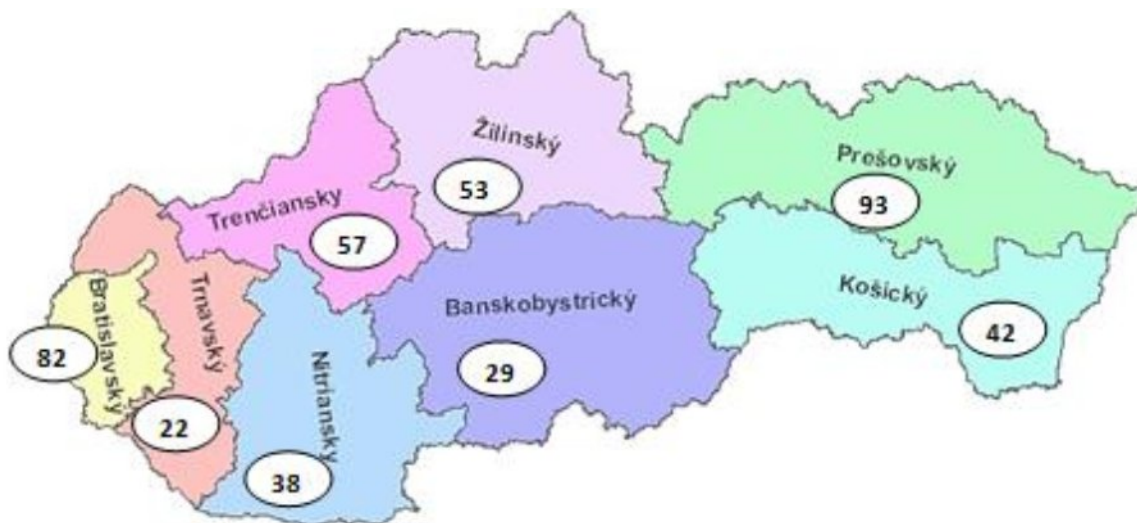 Žilinský
53
Prešovský
93
Trenčiansky
57
Bratislavský
82
Trnavský
22
Nitriansky
38
Banskobystrický
29
Košický
42